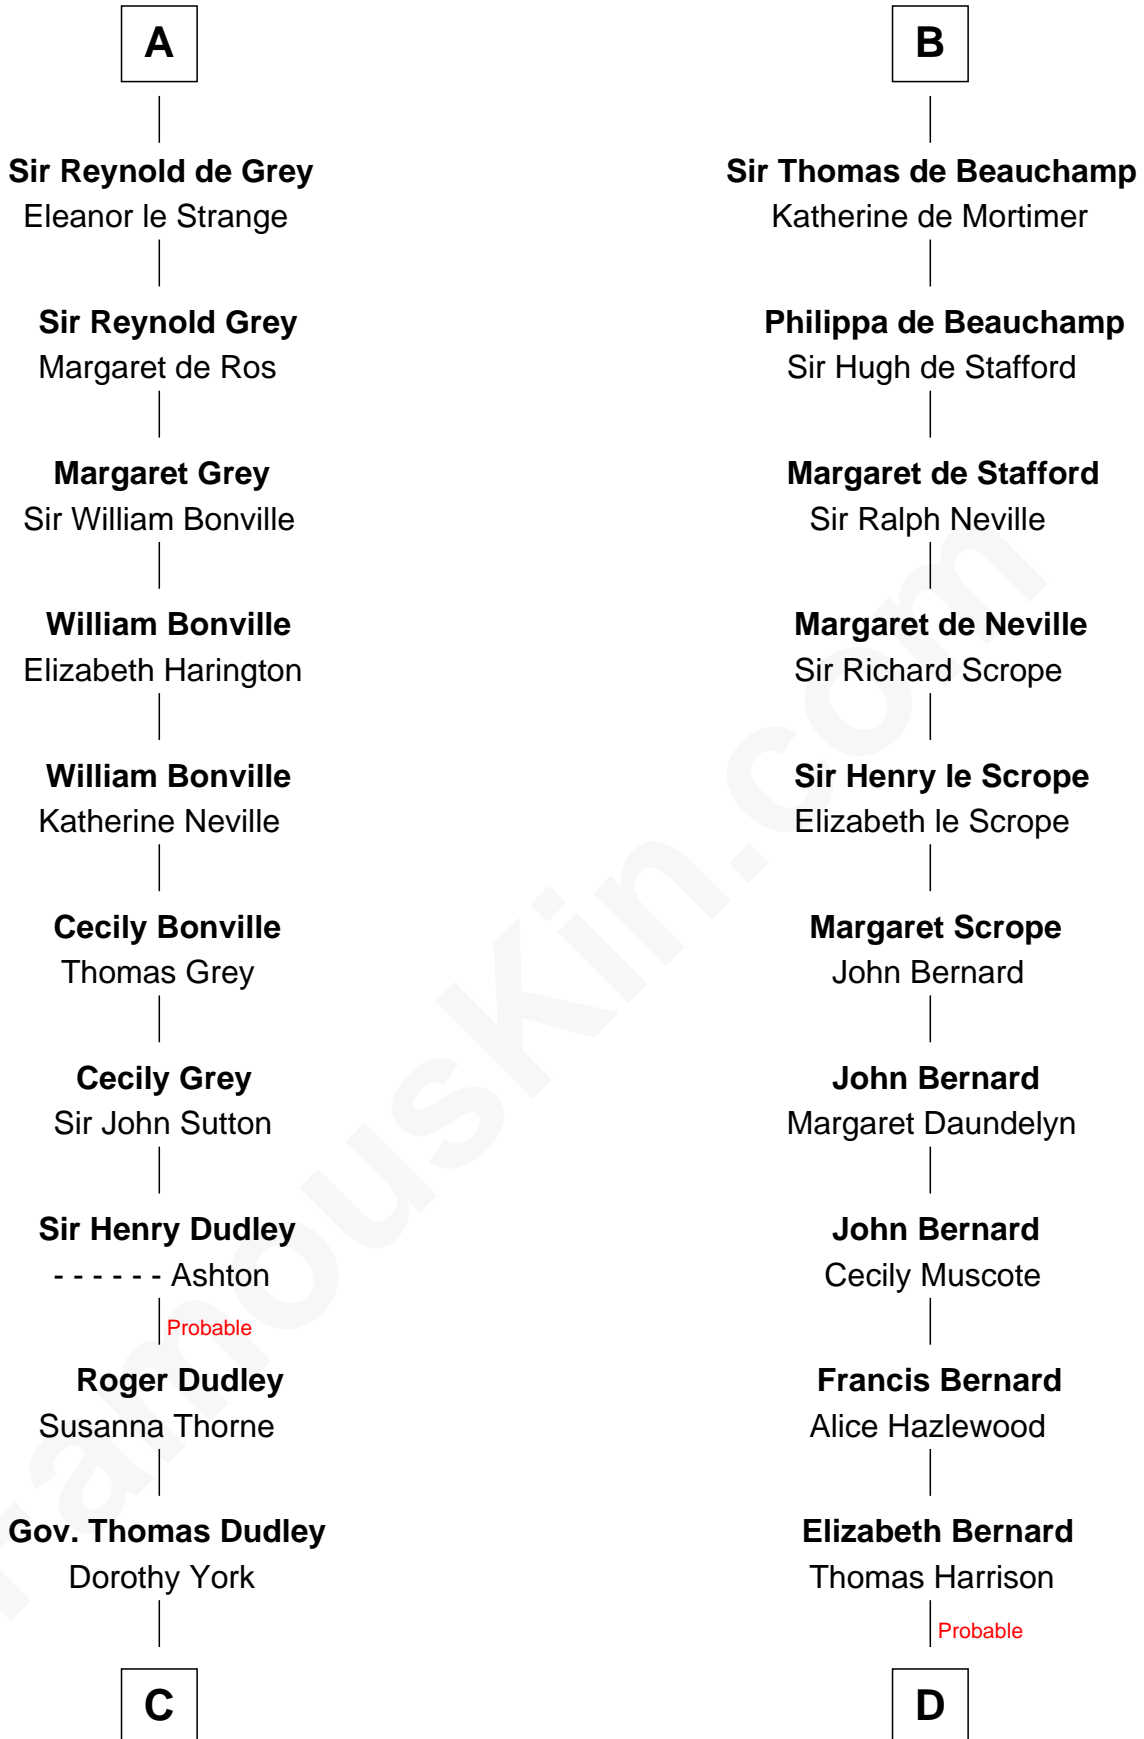 A
Sir Reynold de Grey
Eleanor le Strange
Sir Reynold Grey
Margaret de Ros
Margaret Grey
Sir William Bonville
William Bonville
Elizabeth Harington
William Bonville
Katherine Neville
Cecily Bonville
Thomas Grey
Cecily Grey
Sir John Sutton
Sir Henry Dudley
- - - - - - Ashton
Probable
Roger Dudley
Susanna Thorne
Gov. Thomas Dudley
Dorothy York
C
B
Sir Thomas de Beauchamp
Katherine de Mortimer
Philippa de Beauchamp
Sir Hugh de Stafford
Margaret de Stafford
Sir Ralph Neville
Margaret de Neville
Sir Richard Scrope
Sir Henry le Scrope
Elizabeth le Scrope
Margaret Scrope
John Bernard
John Bernard
Margaret Daundelyn
John Bernard
Cecily Muscote
Francis Bernard
Alice Hazlewood
Elizabeth Bernard
Thomas Harrison
Probable
D
FamousKin.com